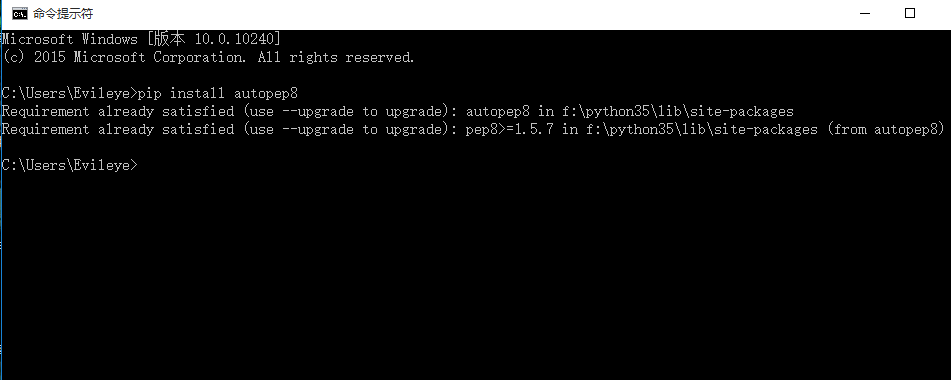 命令提示符
Microsoft Windows [版本 10.0.10240]
(c) 2015 Microsoft Corporation. All rights reserved.
C:\Users\Evileye>pip install autopep8
Requirement already satisfied (use --upgrade to upgrade): autopep8 in f:\python35\lib\site-packages
Requirement already satisfied (use --upgrade to upgrade): pep8>=1.5.7 in f:\python35\lib\site-packages (from autopep8)
C:\Users\Evileye>